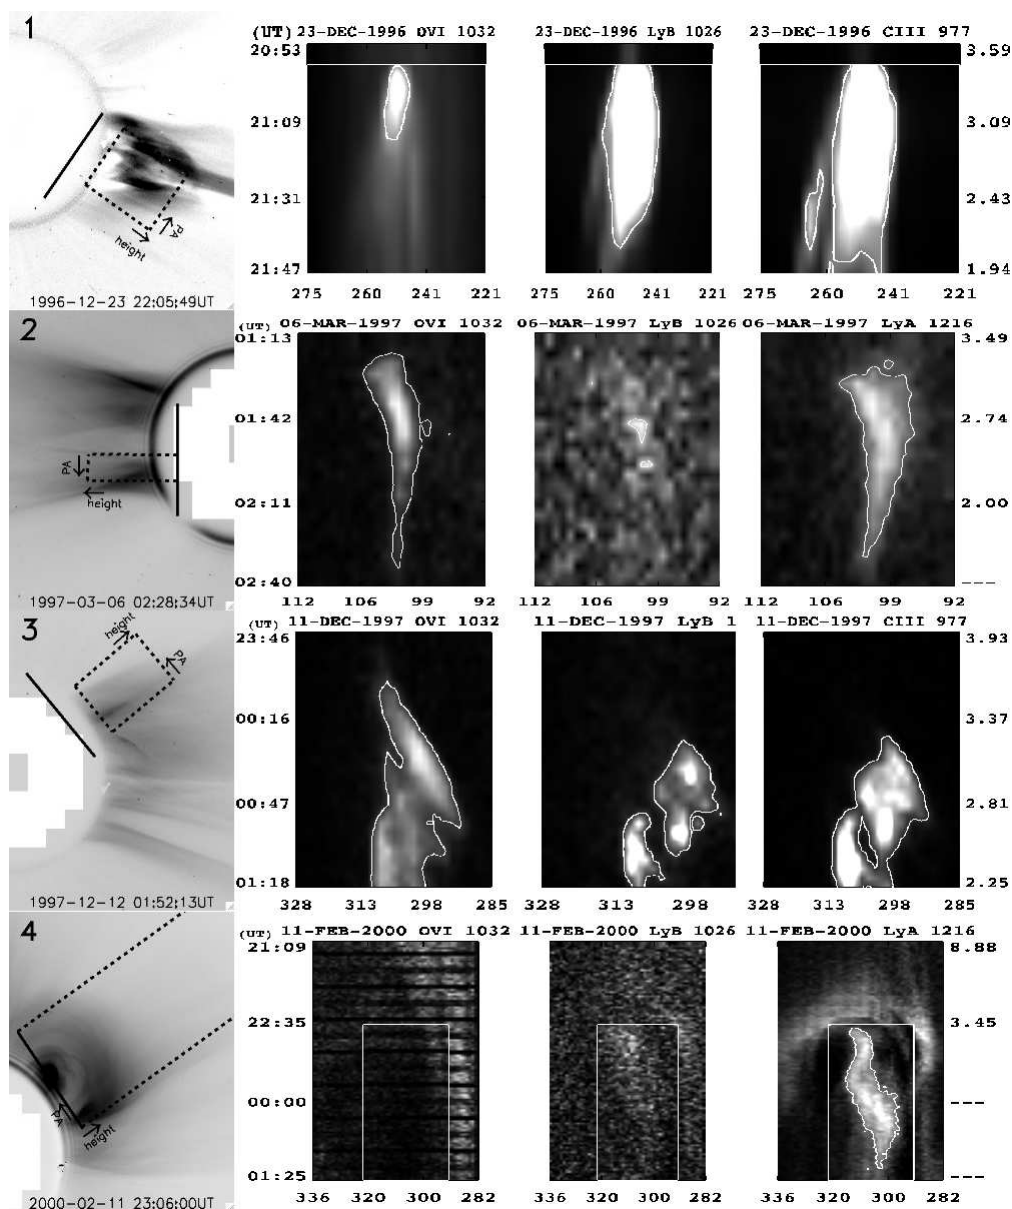 1
PA
height
1996-12-23 22:05:49UT
(UT) 23-DEC-1996 OVI 1032
23-DEC-1996 LyB 1026
23-DEC-1996 CIII 977
20:53
21:09
21:31
21:47
3.59
3.09
2.43
1.94
275 260 241 221
275 260 241 221
275 260 241 221
2
PA
height
1997-03-06 02:28:34UT
(UT) 06-MAR-1997 OVI 1032
06-MAR-1997 LyB 1026
06-MAR-1997 LyA 1216
01:13
01:42
02:11
02:40
3.49
2.74
2.00
---
112 106 99 92
112 106 99 92
112 106 99 92
3
height
PA
1997-12-12 01:52:13UT
(UT) 11-DEC-1997 OVI 1032
11-DEC-1997 LyB 1
11-DEC-1997 CIII 977
23:46
00:16
00:47
01:18
3.93
3.37
2.81
2.25
328 313 298 285
328 313 298
328 313 298 285
4
PA
height
2000-02-11 23:06:00UT
(UT) 11-FEB-2000 OVI 1032
11-FEB-2000 LyB 1026
11-FEB-2000 LyA 1216
21:09
22:35
00:00
01:25
8.88
3.45
---
---
336 320 300 282
336 320 300 282
336 320 300 282